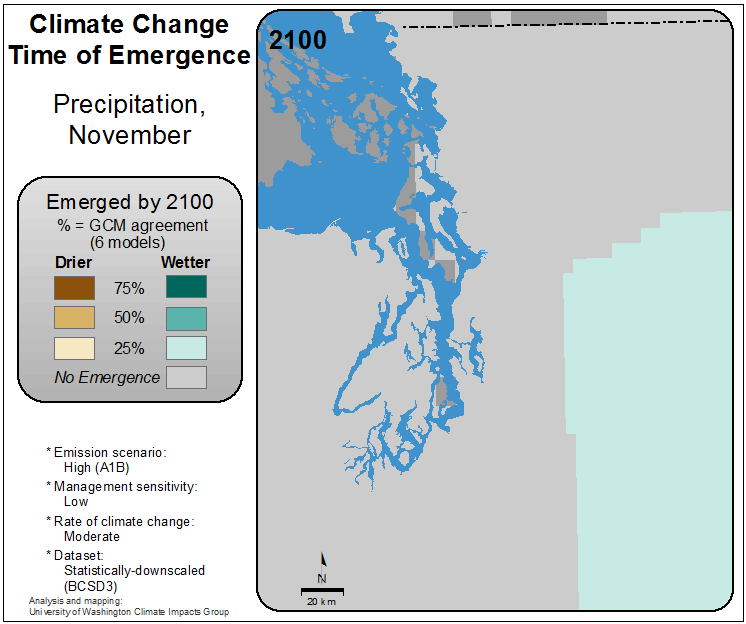 Climate Change
Time of Emergence
Precipitation,
November
Emerged by 2100
% = GCM agreement
(6 models)
Drier Wetter
75%
50%
25%
No Emergence
* Emission scenario:
High (A1B)
* Management sensitivity:
Low
* Rate of climate change:
Moderate
* Dataset:
Statistically-downscaled
(BCSD3)
Analysis and mapping:
University of Washington Climate Impacts Group
2100
N
20 km